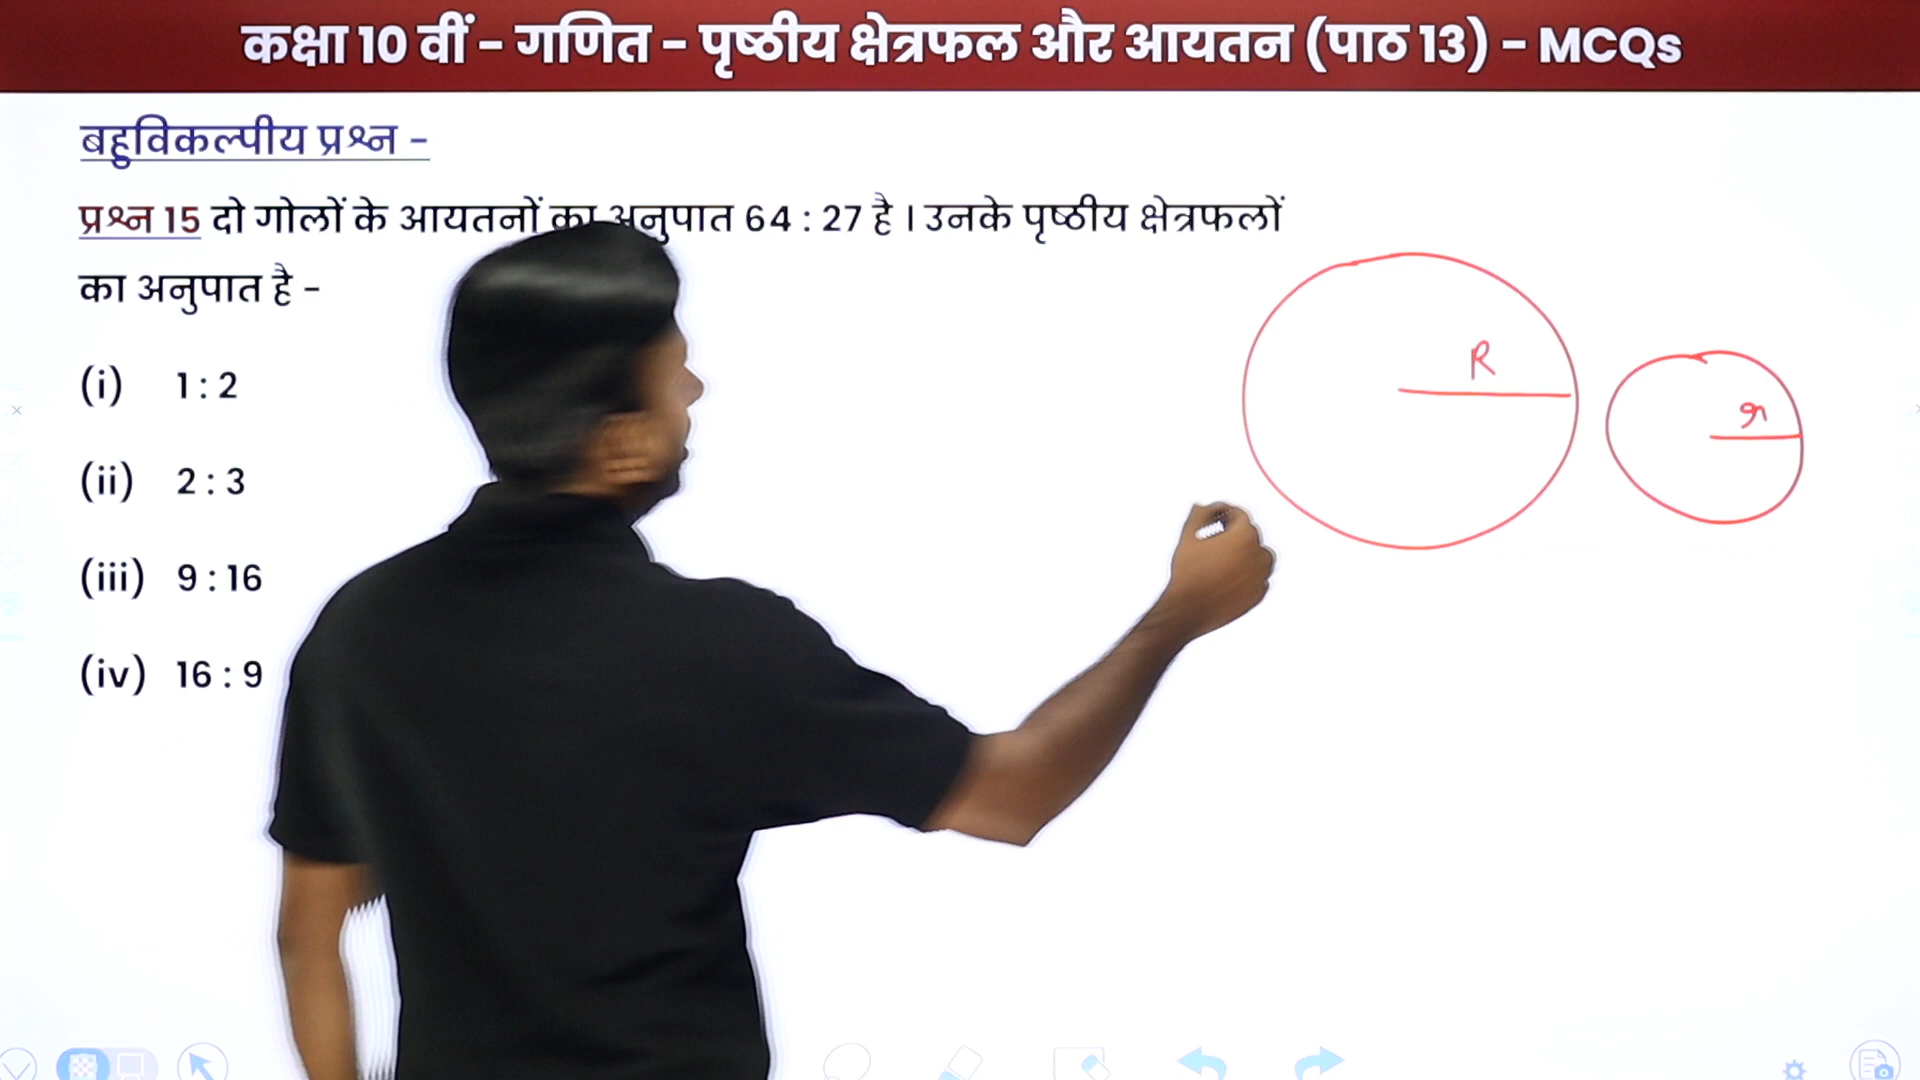 कक्षा 10 वीं - गणित - पृष्ठीय क्षेत्रफल और आयतन (पाठ 13) - MCQs
बहुविकल्पीय प्रश्न -
प्रश्न 15 दो गोलों के आयतनों का अनुपात 64 : 27 है । उनके पृष्ठीय क्षेत्रफलों
का अनुपात है -
(i) 1 : 2
(ii) 2 : 3
(iii) 9 : 16
(iv) 16 : 9
R
r